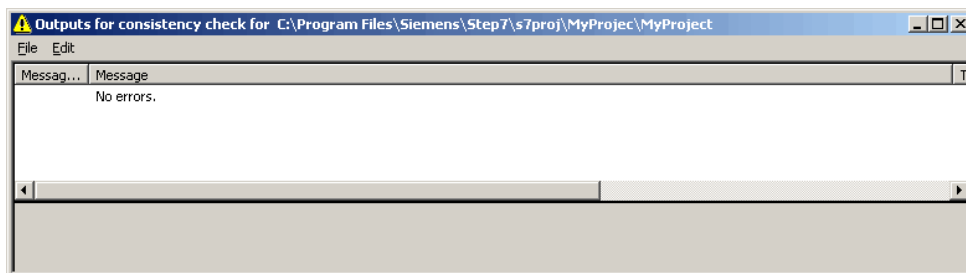 Outputs for consistency check for C:\Program Files\Siemens\Step7\s7proj\MyProjec\MyProject
File Edit
Messag... Message T
No errors.